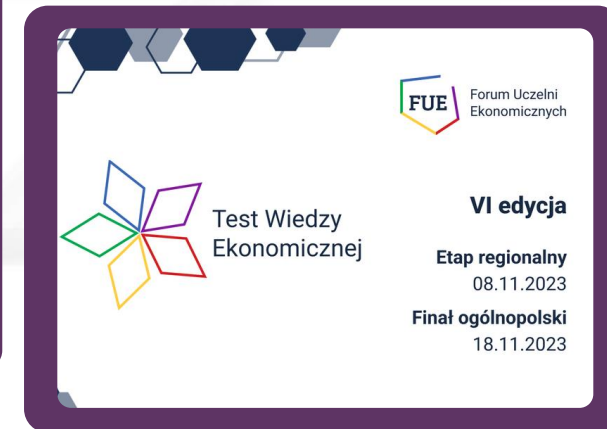 FUE
Forum Uczelni
Ekonomicznych
Test Wiedzy
Ekonomicznej
VI edycja
Etap regionalny
08.11.2023
Finał ogólnopolski
18.11.2023